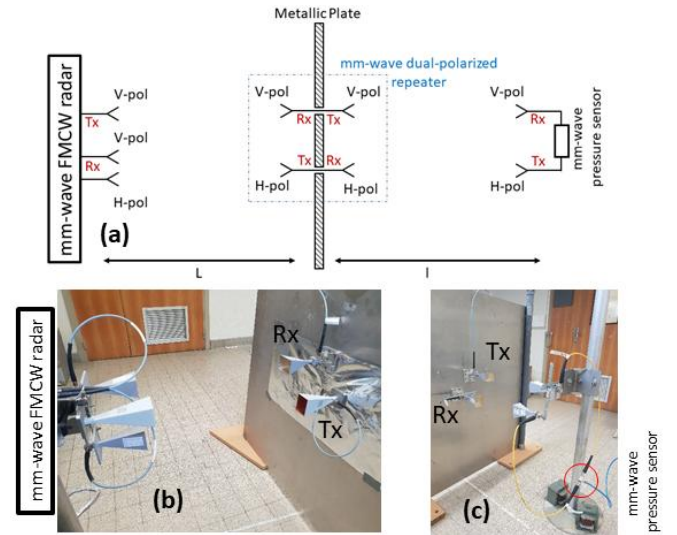 Metallic Plate
mm-wave dual-polarized
repeater
mm-wave FMCW radar
V-pol
Tx
V-pol
Rx
H-pol
V-pol
V-pol
Rx
Tx
Tx
Rx
H-pol
H-pol
V-pol
Rx
Tx
H-pol
mm-wave
pressure sensor
(a)
L
l
mm-wave FMCW radar
Rx
Tx
(b)
Tx
Rx
(c)
mm-wave
pressure sensor